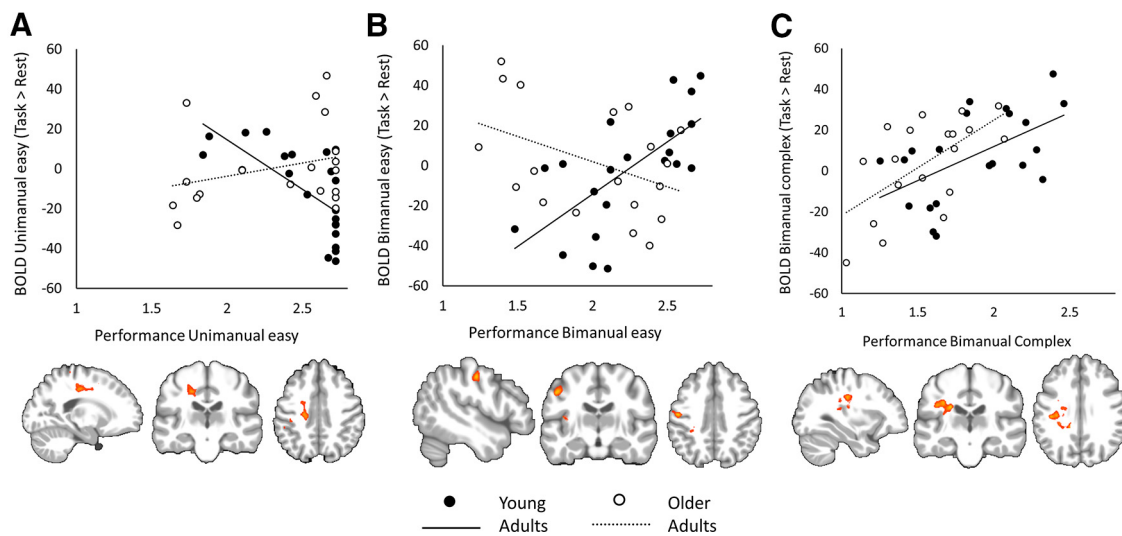 A
B
C
BOLD Unimanual easy (Task > Rest)
60
40
20
0
-20
-40
-60
1
1.5
2
2.5
Performance Unimanual easy
BOLD Bimanual easy (Task > Rest)
60
40
20
0
-20
-40
-60
1
1.5
2
2.5
Performance Bimanual easy
BOLD Bimanual complex (Task > Rest)
60
40
20
0
-20
-40
-60
1
1.5
2
2.5
Performance Bimanual Complex
Young
Adults
Older
Adults